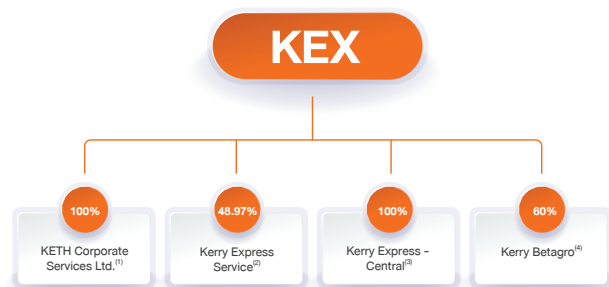 KEX
100%
KETH Corporate
Services Ltd.(1)
48.97%
Kerry Express
Service(2)
100%
Kerry Express –
Central(3)
60%
Kerry Betagro(4)